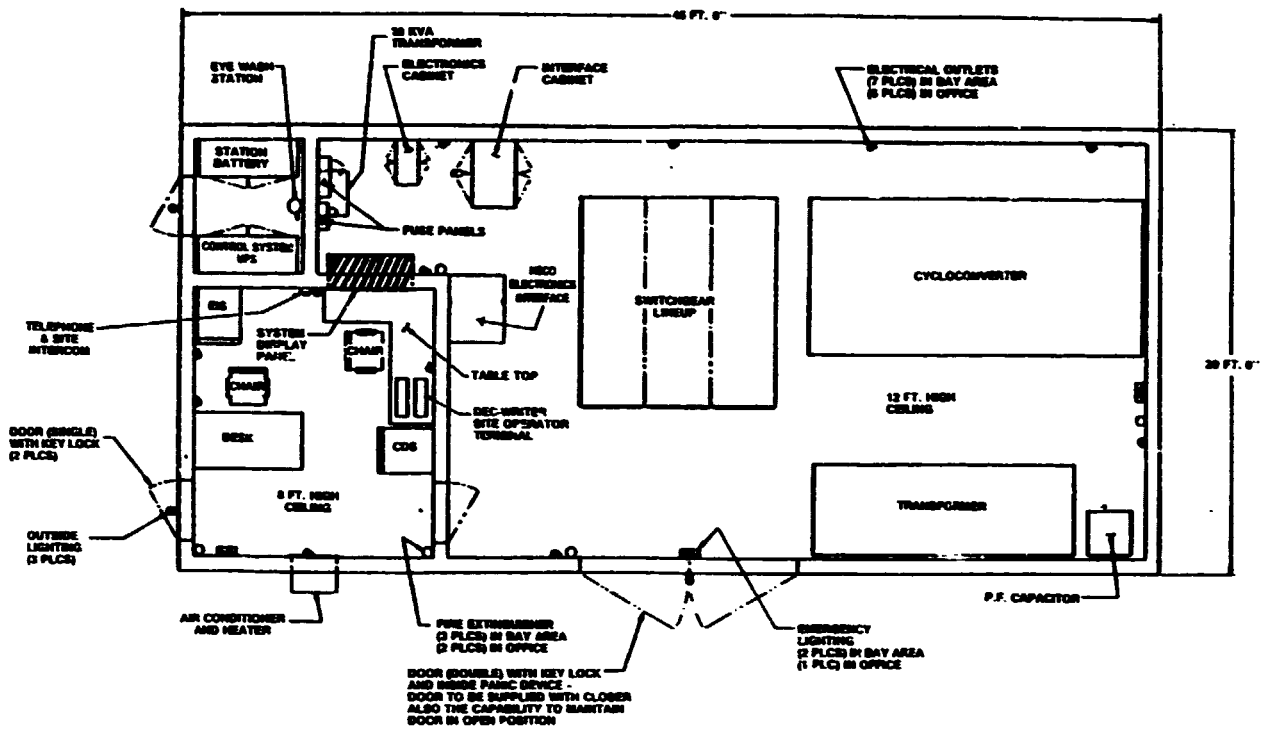 45 FT. 0"
30 KVA
TRANSFORMER
ELECTRONICS
CABINET
INTERFACE
CABINET
EYE WASH
STATION
ELECTRICAL OUTLETS
(7 PLCS) IN BAY AREA
IN OFFICE
STATION
BATTERY
FUSE PANELS
CONTROL SYSTEM
UPS
CYCLOCONVERTER
ELECTRONICS
INTERFACE
SWITCHGEAR
LINEUP
TELEPHONE
& SITE
INTERCOM
SYSTEM
DISPLAY
PANEL
CHAIR
20 FT. 0"
TABLE TOP
CHAIR
12 FT. HIGH
CEILING
DEC-WRITER
SITE OPERATOR
TERMINAL
DOOR (SINGLE)
WITH KEY LOCK
(2 PLCS)
DESK
CDS
8 FT. HIGH
CEILING
TRANSFORMER
OUTSIDE
LIGHTING
(3 PLCS)
P.F. CAPACITOR
AIR CONDITIONER
AND HEATER
FIRE EXTINGUISHER
(3 PLCS) IN BAY AREA
(2 PLCS) IN OFFICE
EMERGENCY
LIGHTING
(2 PLCS) IN BAY AREA
(1 PLC) IN OFFICE
DOOR (DOUBLE) WITH KEY LOCK
AND INSIDE PANIC DEVICE -
DOOR TO BE SUPPLIED WITH CLOSER
ALSO THE CAPABILITY TO MAINTAIN
DOOR IN OPEN POSITION